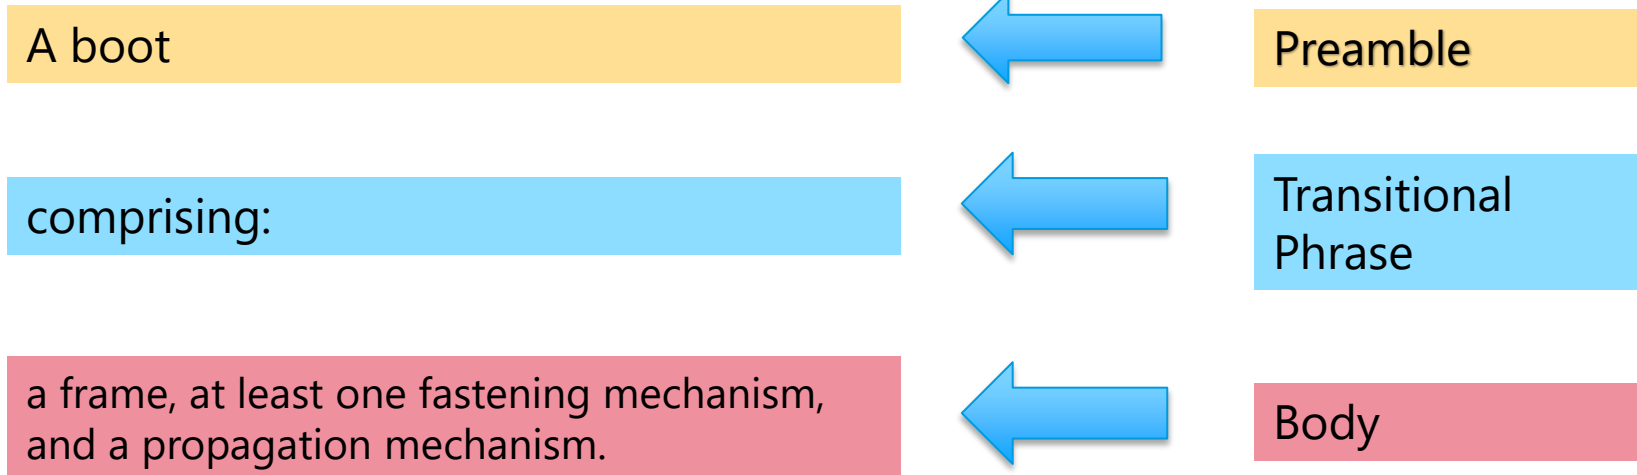 A boot
Preamble
comprising:
Transitional
Phrase
a frame, at least one fastening mechanism,
and a propagation mechanism.
Body